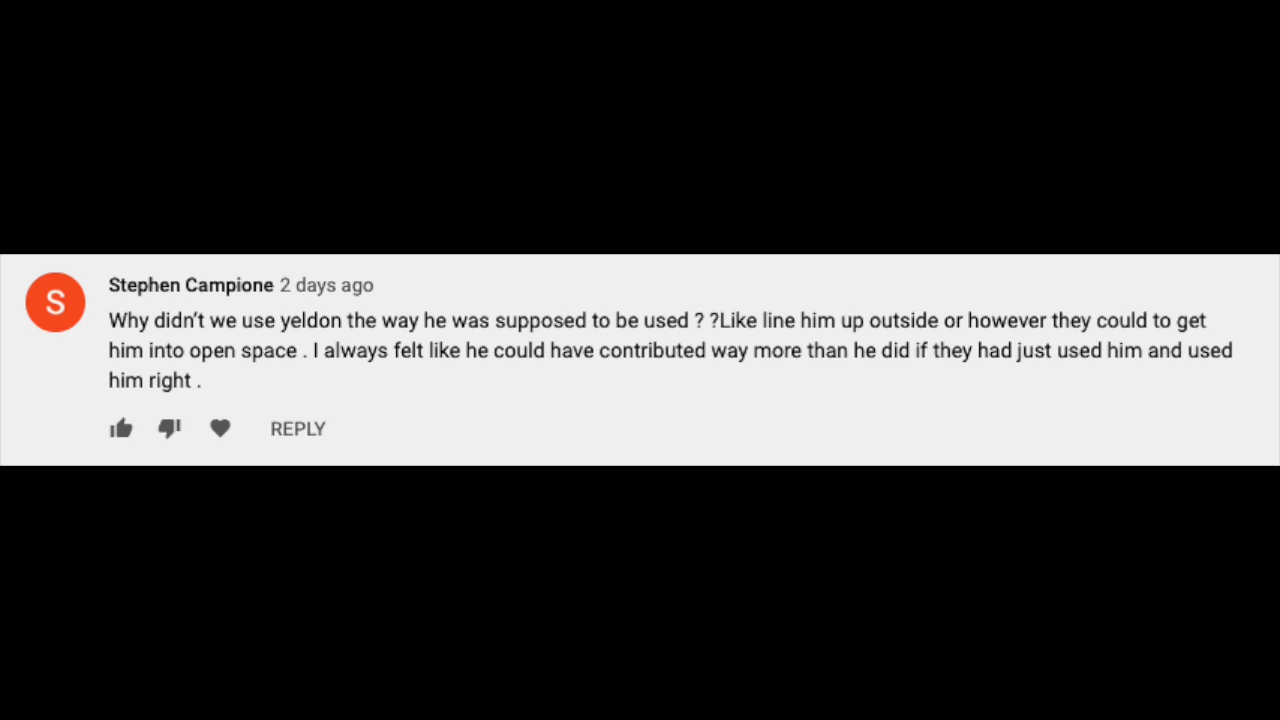 Stephen Campione 2 days ago
Why didn’t we use yeldon the way he was supposed to be used ? ?Like line him up outside or however they could to get
him into open space . I always felt like he could have contributed way more than he did if they had just used him and used
him right .
REPLY
S